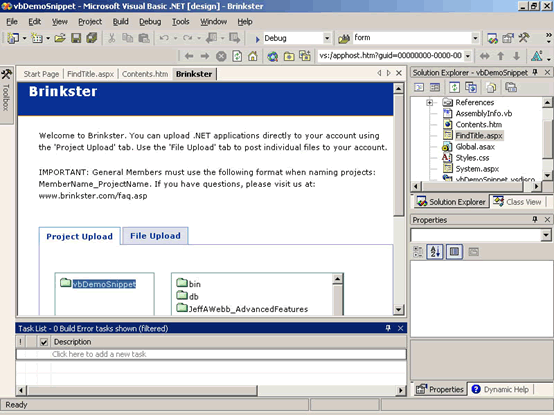 vbDemoSnippet - Microsoft Visual Basic .NET [design] - Brinkster
File Edit View Project Build Debug Tools Window Help
Debug form
vs:/apphost.htm?guid=00000000-0000-00
Toolbox
Start Page FindTitle.aspx Contents.htm Brinkster
Brinkster
Welcome to Brinkster. You can upload .NET applications directly to your account using
the 'Project Upload' tab. Use the 'File Upload' tab to post individual files to your account.
IMPORTANT: General Members must use the following format when naming projects:
MemberName_ProjectName. If you have questions, please visit us at:
www.brinkster.com/faq.asp
Project Upload File Upload
vbDemoSnippet
bin
db
JeffAWebb_AdvancedFeatures
Task List - 0 Build Error tasks shown (filtered)
! Description
Click here to add a new task
Solution Explorer - vbDemoSnippet
References
AssemblyInfo.vb
Contents.htm
FindTitle.aspx
Global.asax
Styles.css
System.aspx
vbDemoSnippet.vsdisco
Solution Explorer Class View
Properties
Properties Dynamic Help
Ready